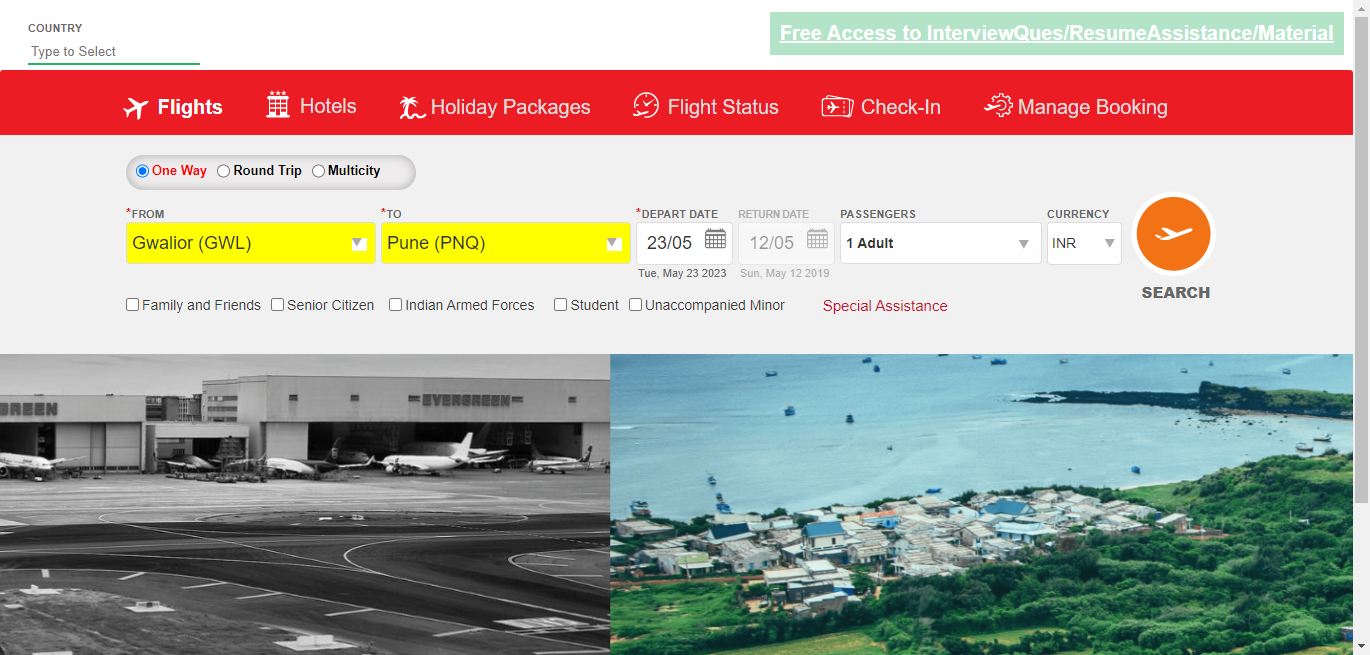 COUNTRY
Type to Select
Free Access to InterviewQues/ResumeAssistance/Material
Flights Hotels Holiday Packages Flight Status Check-In Manage Booking
One Way Round Trip Multicity
*FROM *TO *DEPART DATE RETURN DATE PASSENGERS CURRENCY
Gwalior (GWL) Pune (PNQ) 23/05 12/05 1 Adult INR
Tue, May 23 2023 Sun, May 12 2019
SEARCH
Family and Friends Senior Citizen Indian Armed Forces Student Unaccompanied Minor Special Assistance
EVERGREEN
GREEN